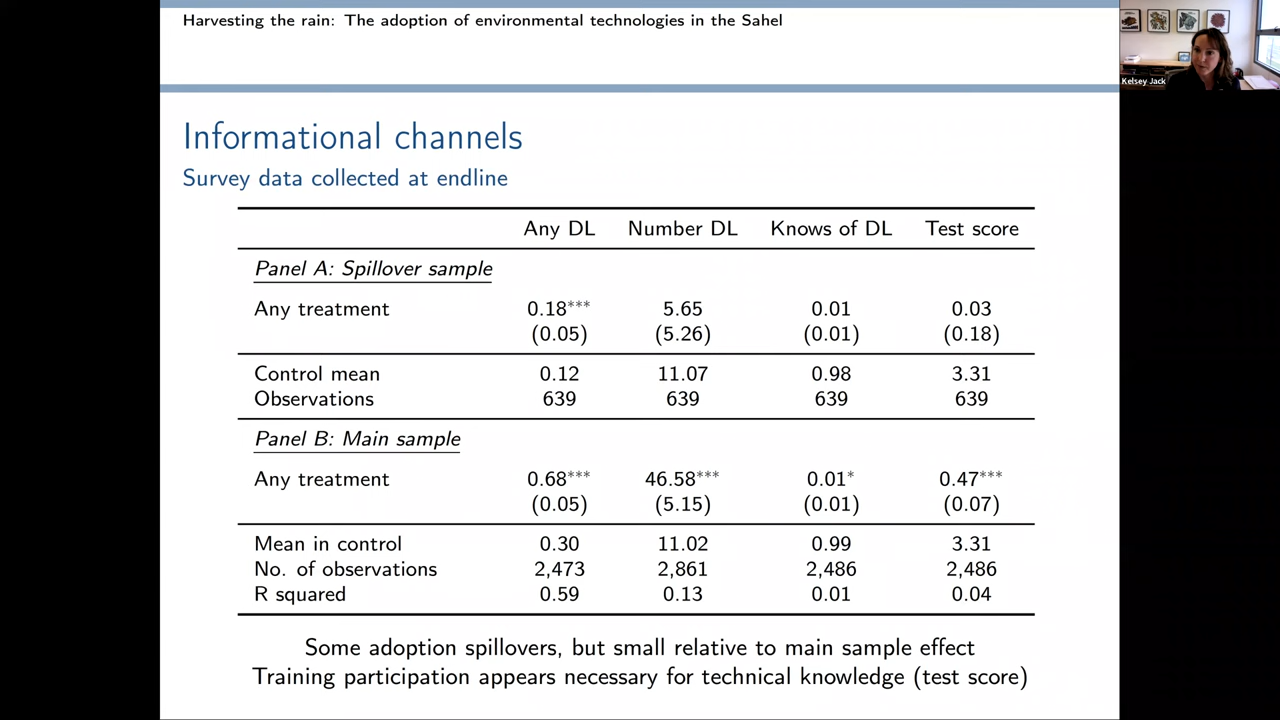 Harvesting the rain: The adoption of environmental technologies in the Sahel
Kelsey Jack
Informational channels
Survey data collected at endline
Any DL Number DL Knows of DL Test score
Panel A: Spillover sample
Any treatment 0.18*** 5.65 0.01 0.03
(0.05) (5.26) (0.01) (0.18)
Control mean 0.12 11.07 0.98 3.31
Observations 639 639 639 639
Panel B: Main sample
Any treatment 0.68*** 46.58*** 0.01* 0.47***
(0.05) (5.15) (0.01) (0.07)
Mean in control 0.30 11.02 0.99 3.31
No. of observations 2,473 2,861 2,486 2,486
R squared 0.59 0.13 0.01 0.04
Some adoption spillovers, but small relative to main sample effect
Training participation appears necessary for technical knowledge (test score)